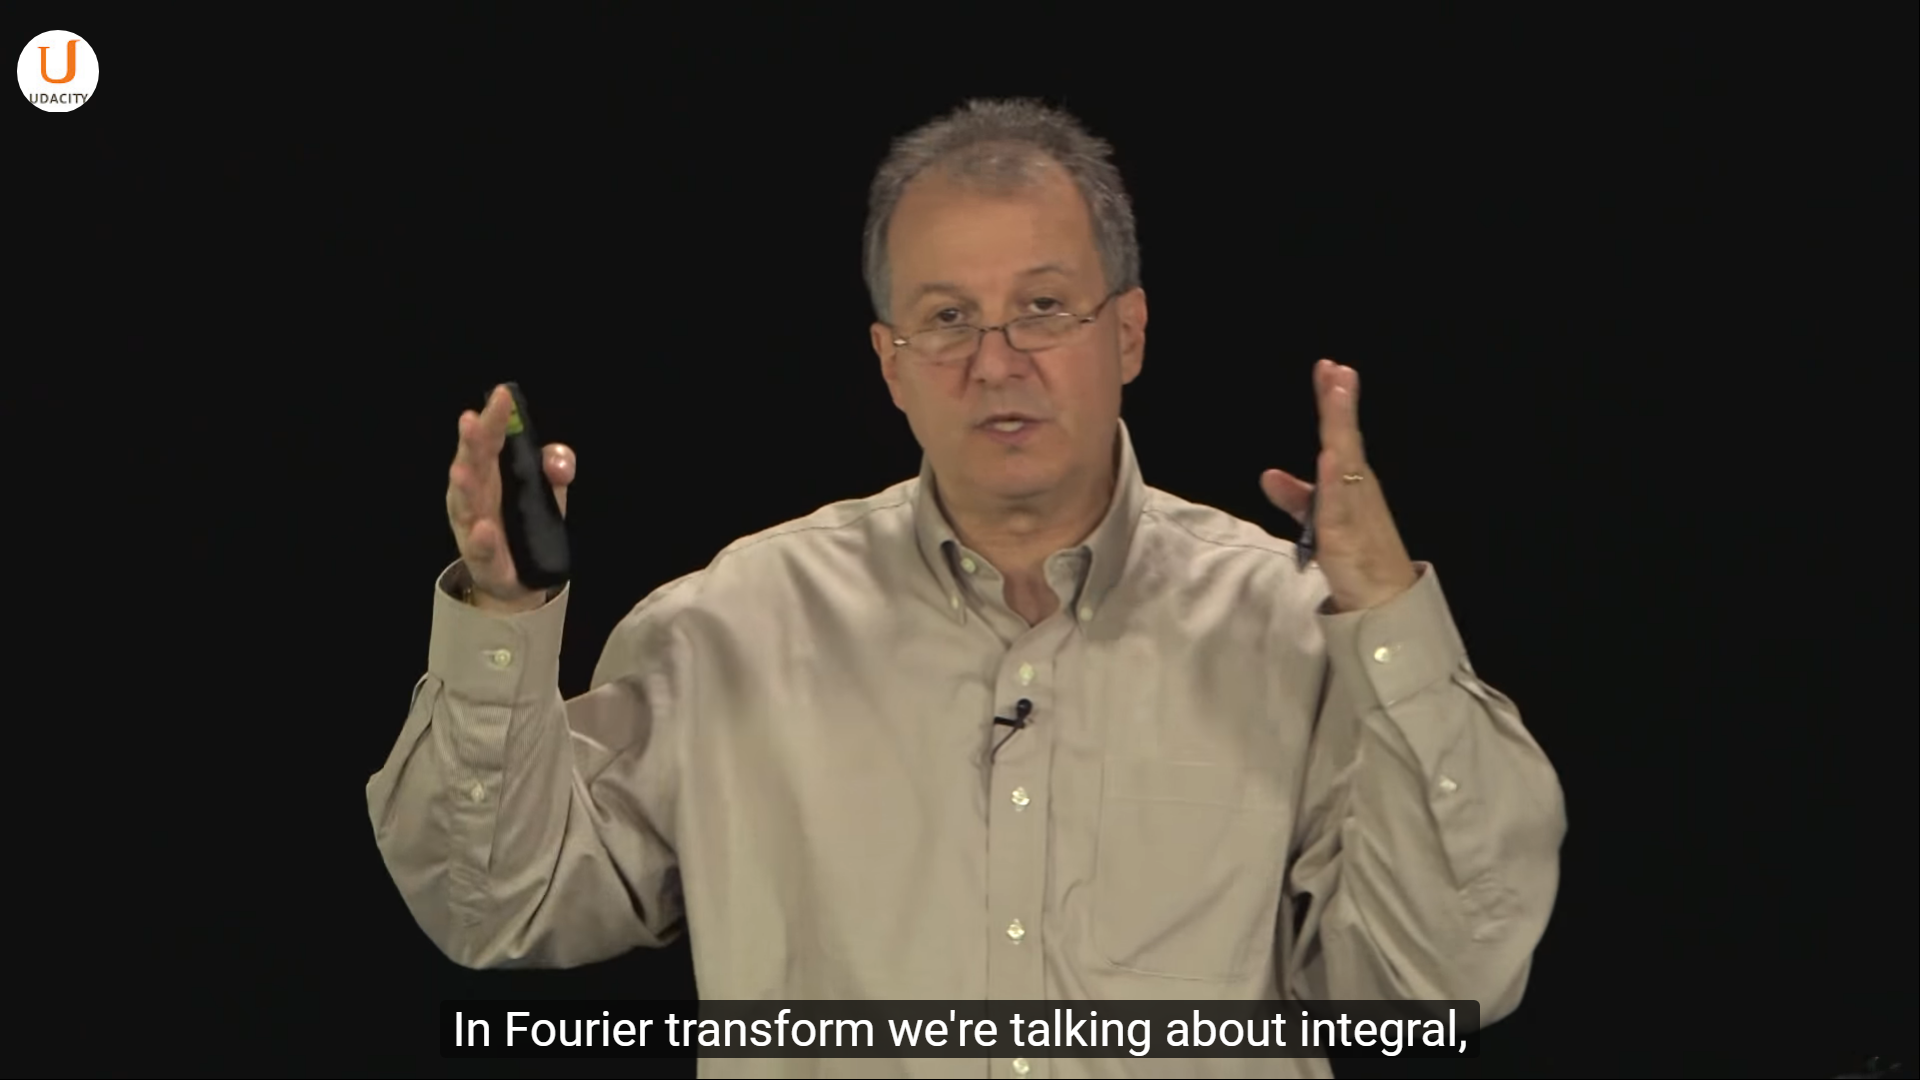 U
UDACITY
In Fourier transform we're talking about integral,